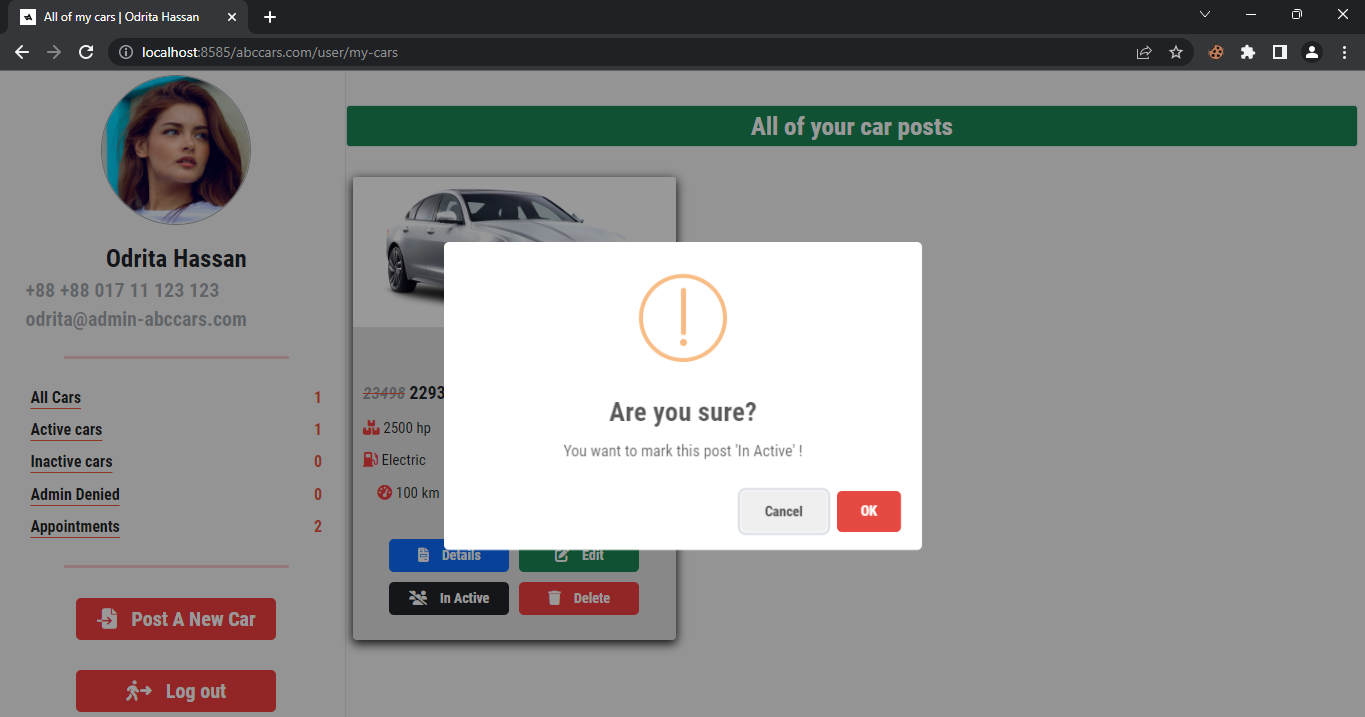 All of my cars | Odrita Hassan
localhost:8585/abccars.com/user/my-cars
Odrita Hassan
+88 +88 017 11 123 123
odrita@admin-abccars.com
All Cars 1
Active cars 1
Inactive cars 0
Admin Denied 0
Appointments 2
Post A New Car
Log out
All of your car posts
23498 2293
2500 hp
Electric
100 km
Details Edit
In Active Delete
Are you sure?
You want to mark this post 'In Active' !
Cancel OK